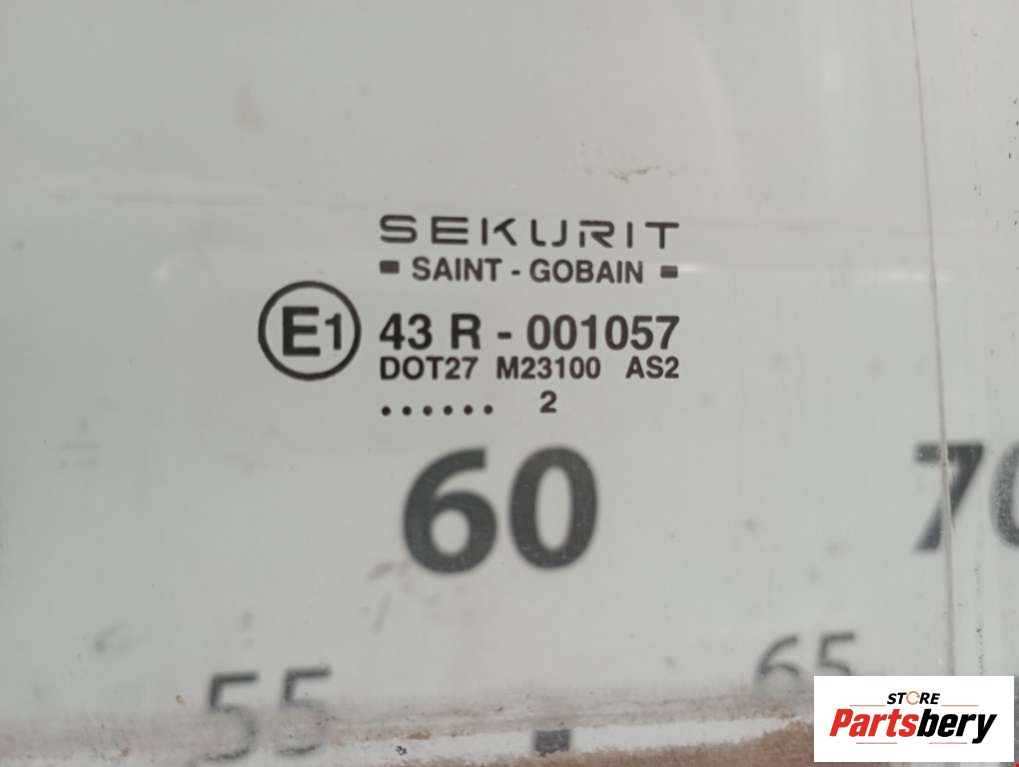 SEKURIT
SAINT - GOBAIN
E1 43 R - 001057
DOT27 M23100 AS2
...... 2
60
70
55
65
STORE
Partsbery